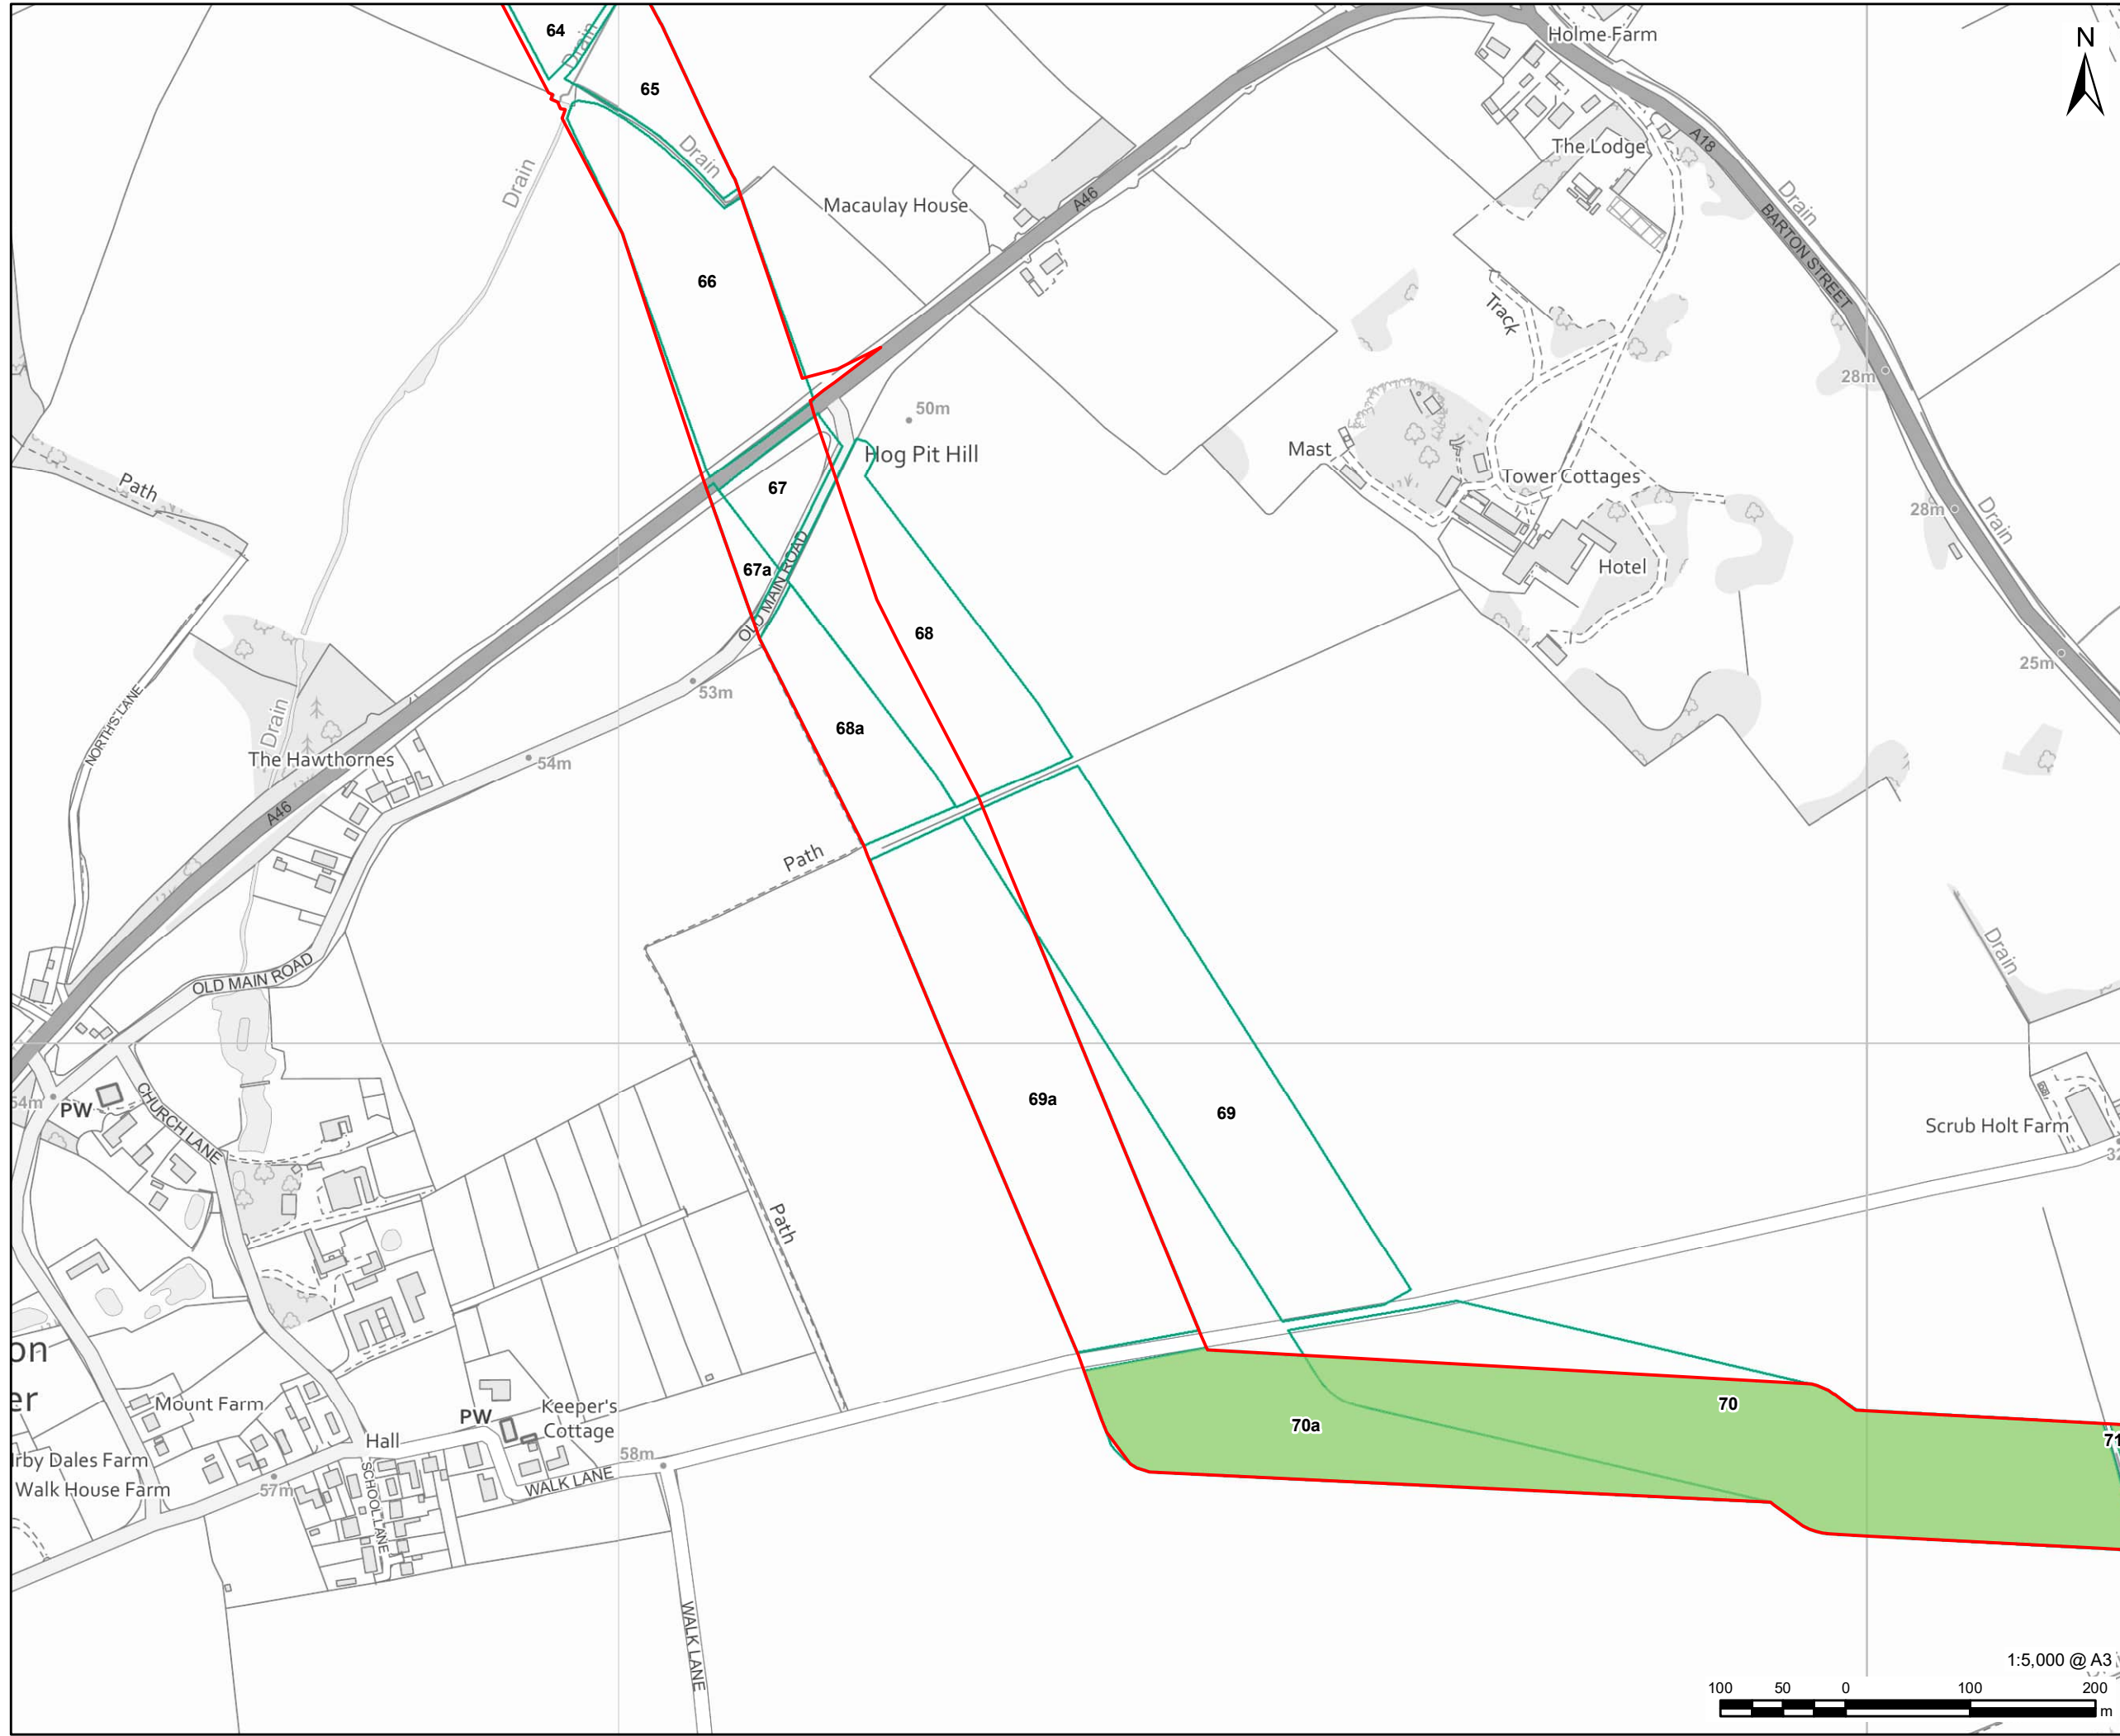 64
Drain
65
Holme Farm
N
Drain
Drain
The Lodge
A18
Drain
Macaulay House
A46
BARTON STREET
66
Track
28m
50m
Hog Pit Hill
Mast
Tower Cottages
Path
67
28m
Drain
67a
OLD MAIN ROAD
Hotel
68
25m
53m
NORTH'S LANE
Drain
68a
The Hawthornes
54m
A46
Path
OLD MAIN ROAD
Drain
54m
PW
CHURCH LANE
69a
69
Scrub Holt Farm
32
Path
on
er
Mount Farm
PW
Keeper's
Cottage
70
70a
71
Hall
irby Dales Farm
58m
Walk House Farm
57m
SCHOOL LANE
WALK LANE
WALK LANE
1:5,000 @ A3
100 50 0 100 200
m